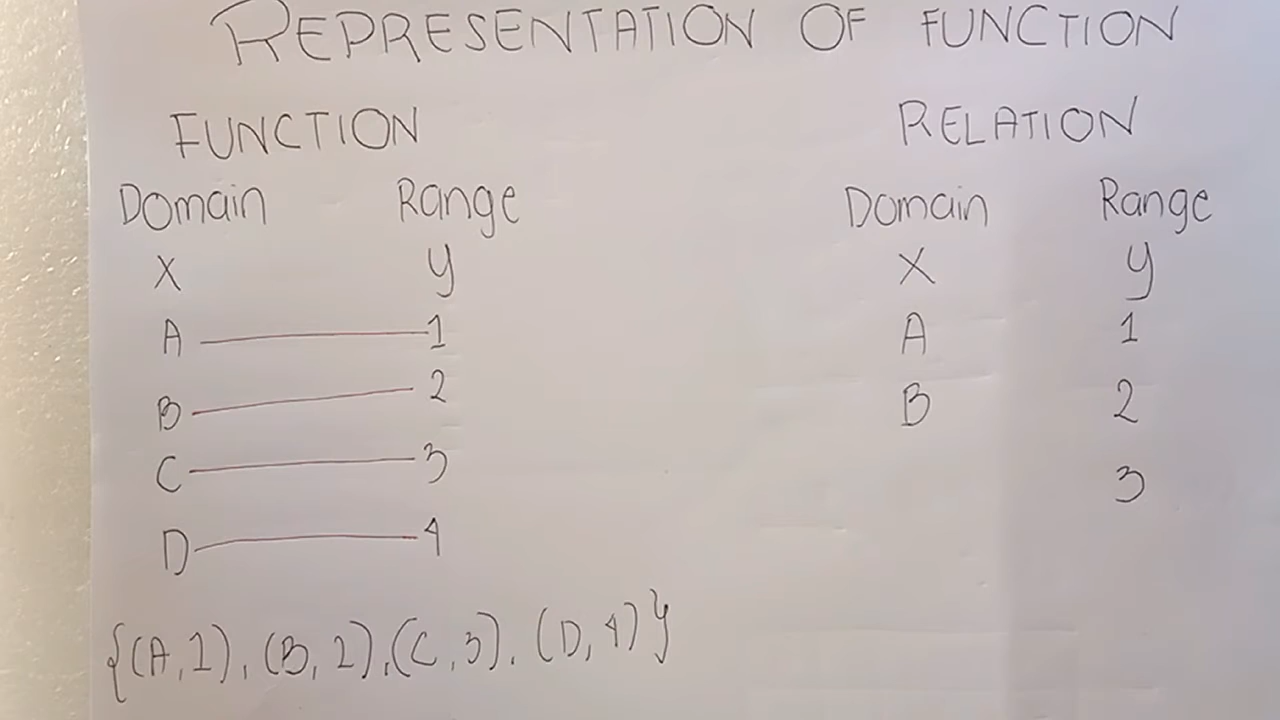 REPRESENTATION OF FUNCTION
FUNCTION
Domain Range
X y
A 1
B 2
C 3
D 4
{(A,1), (B, 2),(C,3), (D,4)}
RELATION
Domain Range
X y
A 1
B 2
3